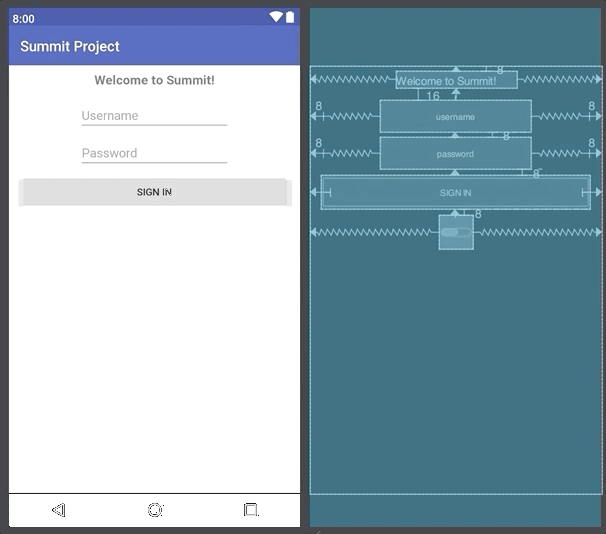 8:00
Summit Project
Welcome to Summit!
Username
Password
SIGN IN
8
Welcome to Summit!
16
8
username
8
8
8
password
8
8
SIGN IN
8